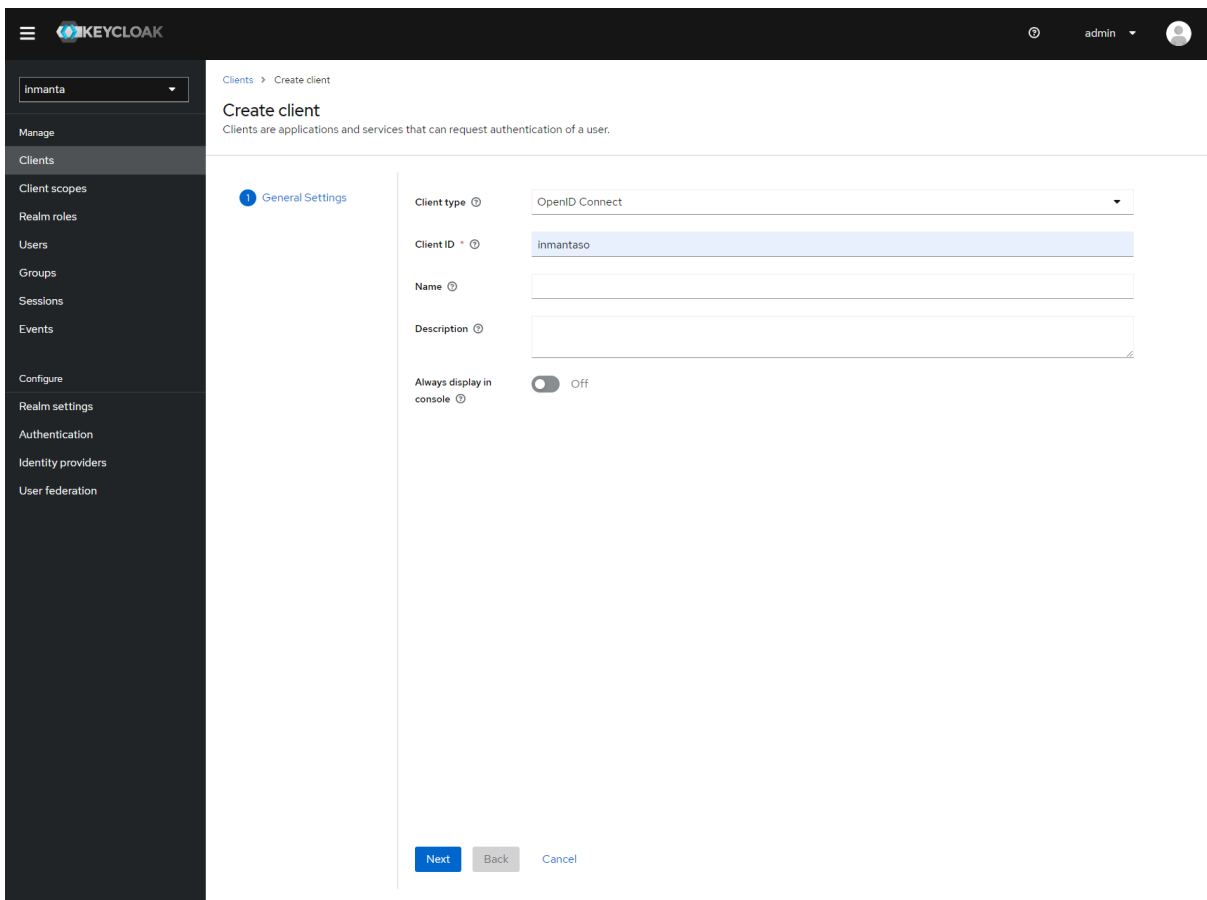 KEYCLOAK
admin
inmanta
Manage
Clients
Client scopes
Realm roles
Users
Groups
Sessions
Events
Configure
Realm settings
Authentication
Identity providers
User federation
Clients > Create client
Create client
Clients are applications and services that can request authentication of a user.
1 General Settings
Client type
OpenID Connect
Client ID *
inmantaso
Name
Description
Always display in
console
Off
Next
Back
Cancel